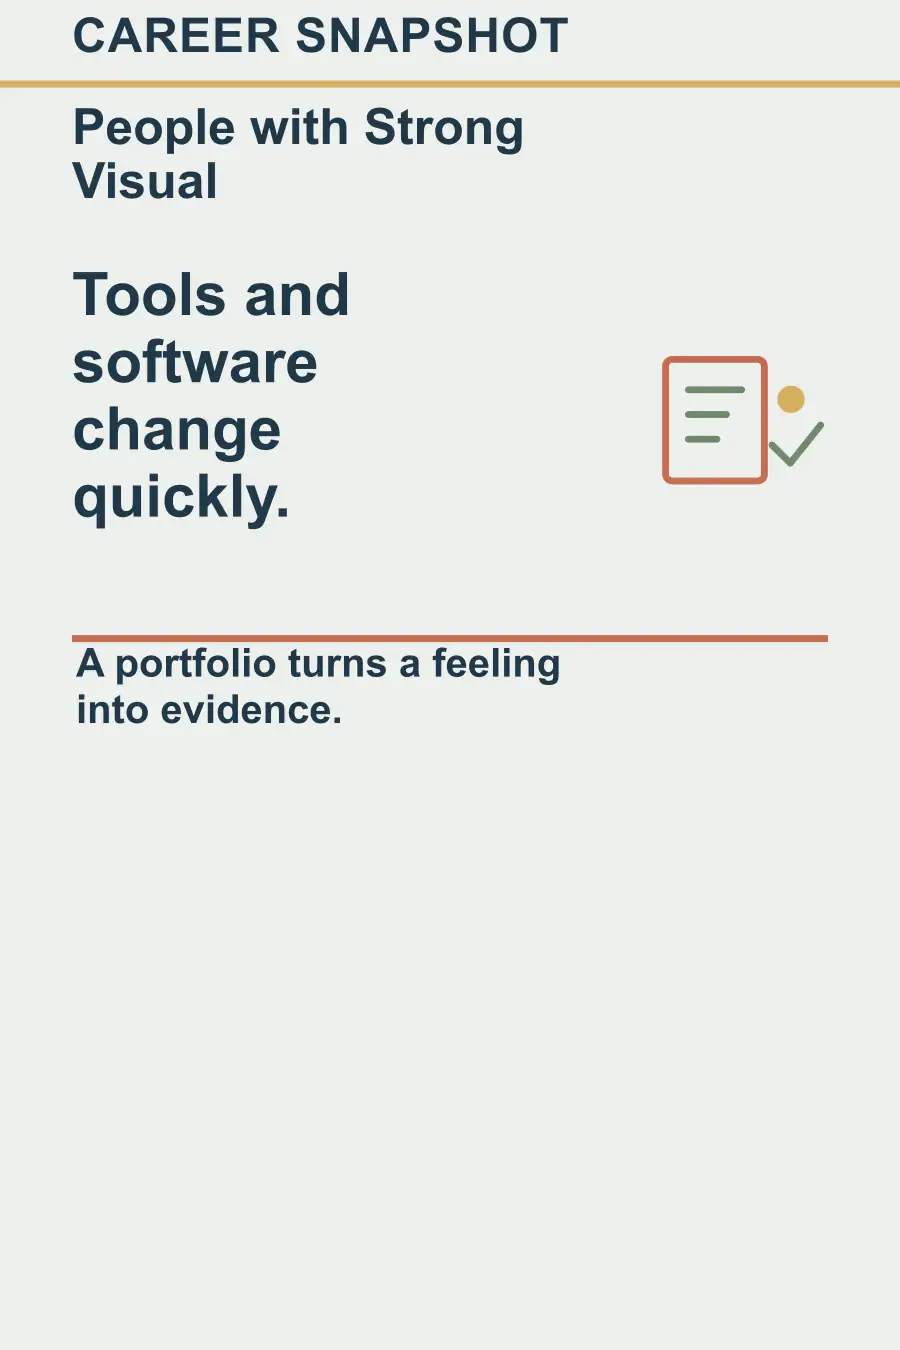 CAREER SNAPSHOT
People with Strong
Visual
Tools and
software
change
quickly.
A portfolio turns a feeling
into evidence.